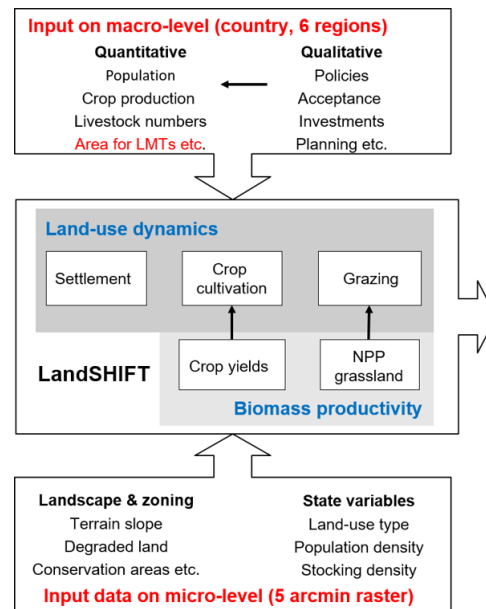 Input on macro-level (country, 6 regions)
Quantitative
Population
Crop production
Livestock numbers
Area for LMTs etc.
Qualitative
Policies
Acceptance
Investments
Planning etc.
Land-use dynamics
Settlement
Crop
cultivation
Grazing
Crop yields
NPP
grassland
LandSHIFT
Biomass productivity
Landscape & zoning
Terrain slope
Degraded land
Conservation areas etc.
State variables
Land-use type
Population density
Stocking density
Input data on micro-level (5 arcmin raster)